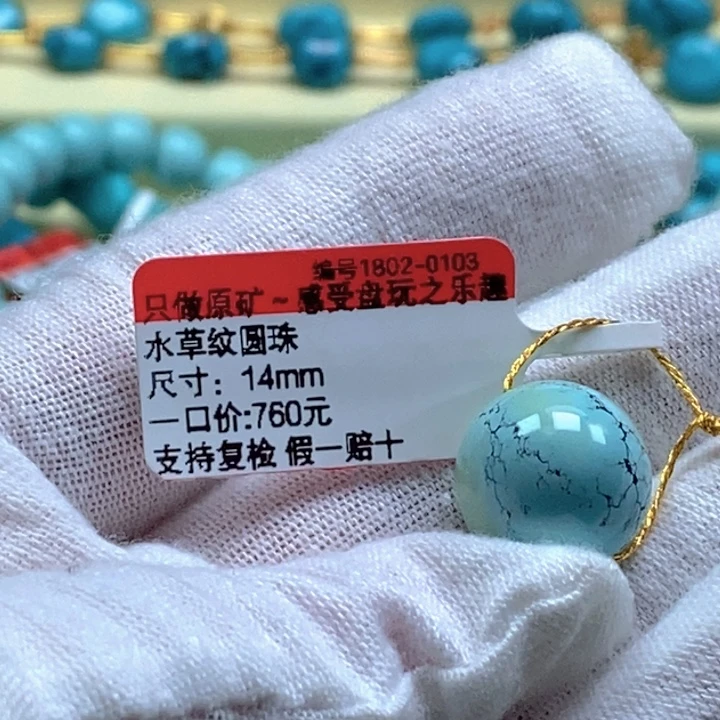 编号1802-0103
只做原矿～感受盘玩之乐趣
水草纹圆珠
尺寸：14mm
一口价:760元
支持复检 假一赔十